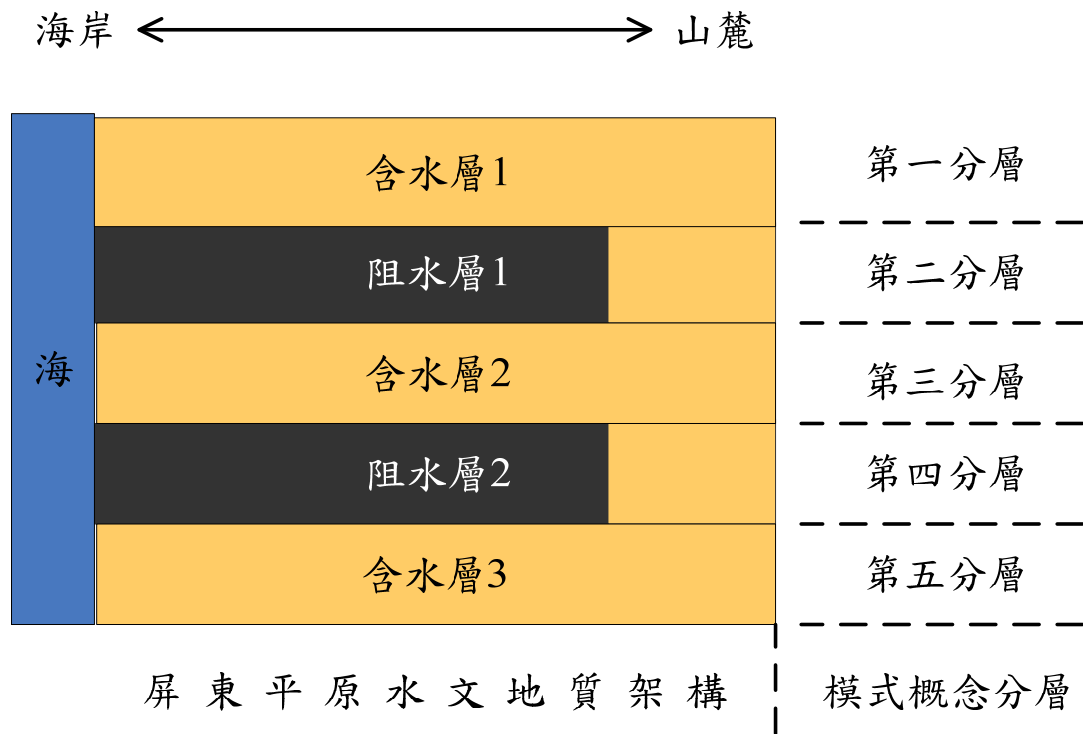 海岸 山麓
含水層1 第一分層
阻水層1 第二分層
海 含水層2 第三分層
阻水層2 第四分層
含水層3 第五分層
屏東平原水文地質架構 模式概念分層